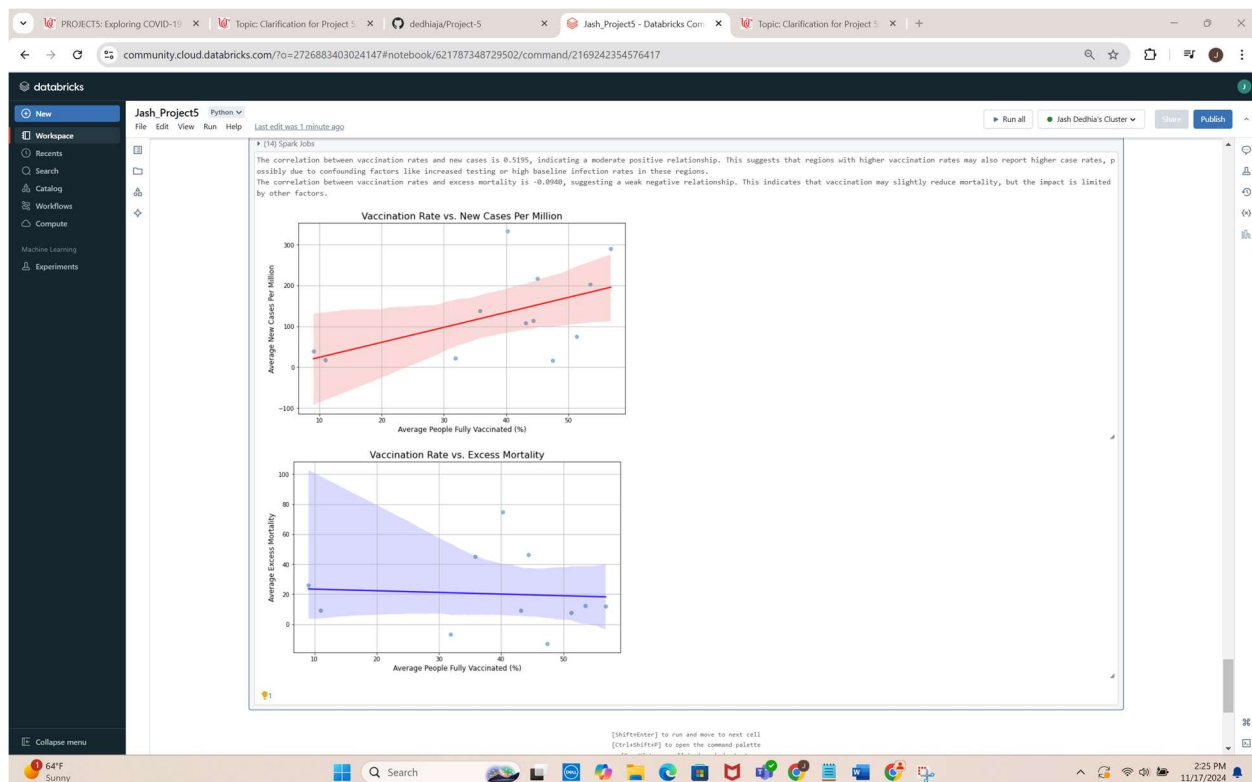 PROJECT5: Exploring COVID-19
Topic: Clarification for Project 5:
dedhiaja/Project-5
Jash_Project5 - Databricks Com
Topic: Clarification for Project 5:
community.cloud.databricks.com/?o=2726883403024147#notebook/621787348729502/command/2169242354576417
J
databricks
J
New
Workspace
Recents
Search
Catalog
Workflows
Compute
Machine Learning
Experiments
Collapse menu
Jash_Project5 Python
File Edit View Run Help Last edit was 1 minute ago
Run all Jash Dedhia's Cluster Share Publish
(14) Spark Jobs
The correlation between vaccination rates and new cases is 0.5195, indicating a moderate positive relationship. This suggests that regions with higher vaccination rates may also report higher case rates, p
ossibly due to confounding factors like increased testing or high baseline infection rates in these regions.
The correlation between vaccination rates and excess mortality is -0.0940, suggesting a weak negative relationship. This indicates that vaccination may slightly reduce mortality, but the impact is limited
by other factors.
Vaccination Rate vs. New Cases Per Million
Average New Cases Per Million
300
200
100
0
−100
10 20 30 40 50
Average People Fully Vaccinated (%)
Vaccination Rate vs. Excess Mortality
Average Excess Mortality
100
80
60
40
20
0
10 20 30 40 50
Average People Fully Vaccinated (%)
1
[Shift+Enter] to run and move to next cell
[Ctrl+Shift+P] to open the command palette
1
64°F
Sunny
Search
2:25 PM
11/17/2024